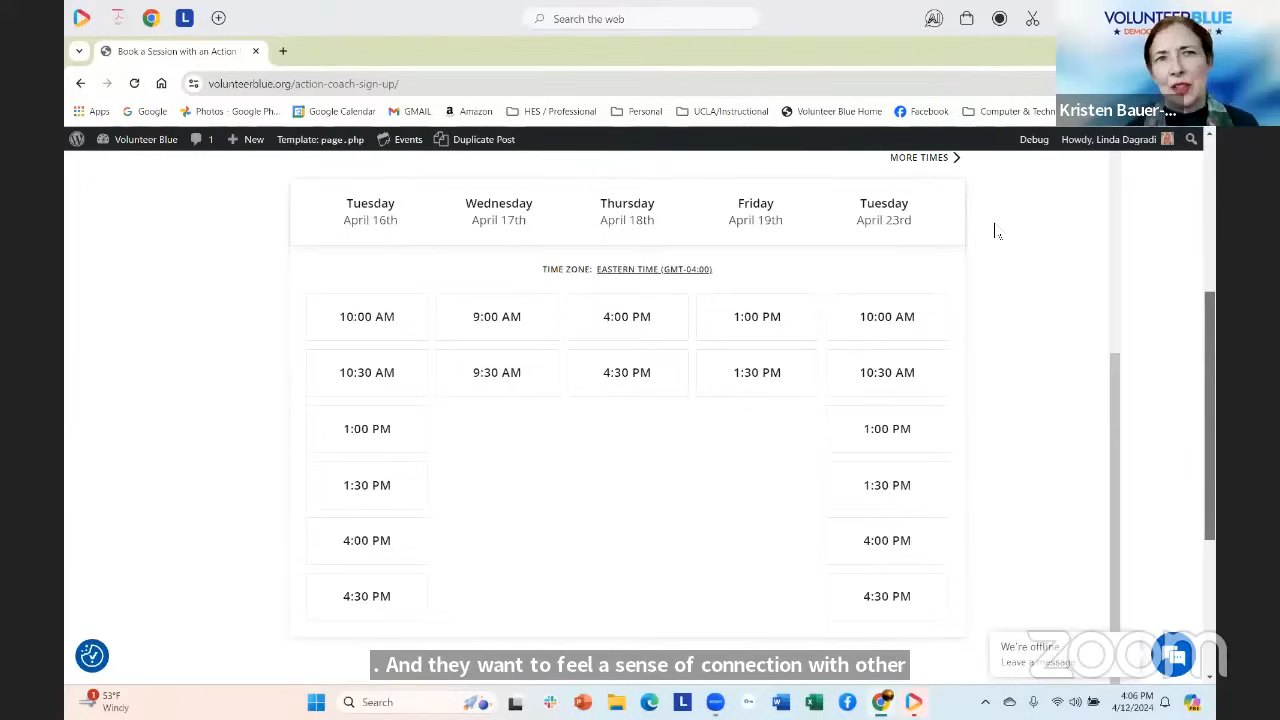 Search the web
VOLUNTEERBLUE
Book a Session with an Action
volunteerblue.org/action-coach-sign-up/
Kristen Bauer-...
Apps
Google
Photos - Google Ph...
Google Calendar
GMAIL
Amazon
HES / Professional
Personal
UCLA/Instructional
Volunteer Blue Home
Facebook
Computer & Techno
Volunteer Blue
1
New
Template: page.php
Events
Duplicate Post
Debug
Howdy, Linda Dagradi
MORE TIMES
Tuesday
April 16th
Wednesday
April 17th
Thursday
April 18th
Friday
April 19th
Tuesday
April 23rd
TIME ZONE: EASTERN TIME (GMT-04:00)
10:00 AM
9:00 AM
4:00 PM
1:00 PM
10:00 AM
10:30 AM
9:30 AM
4:30 PM
1:30 PM
10:30 AM
1:00 PM
1:00 PM
1:30 PM
1:30 PM
4:00 PM
4:00 PM
4:30 PM
4:30 PM
We're offline
Leave a message
zoom
. And they want to feel a sense of connection with other
1
53°F
Windy
Search
4:06 PM
4/12/2024